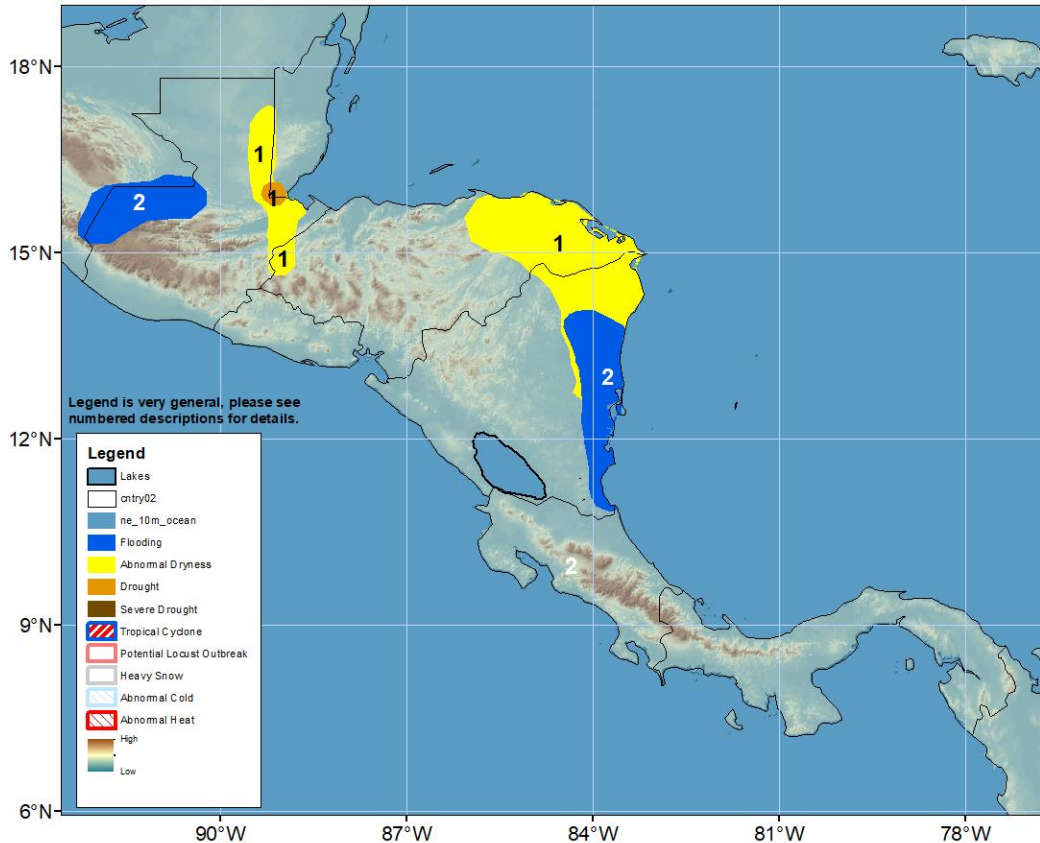 18°N
15°N
12°N
9°N
6°N
1
1
1
2
1
2
2
Legend is very general, please see
numbered descriptions for details.
Legend
Lakes
cntry02
ne_10m_ocean
Flooding
Abnormal Dryness
Drought
Severe Drought
Tropical Cyclone
Potential Locust Outbreak
Heavy Snow
Abnormal Cold
Abnormal Heat
High
Low
90°W
87°W
84°W
81°W
78°W